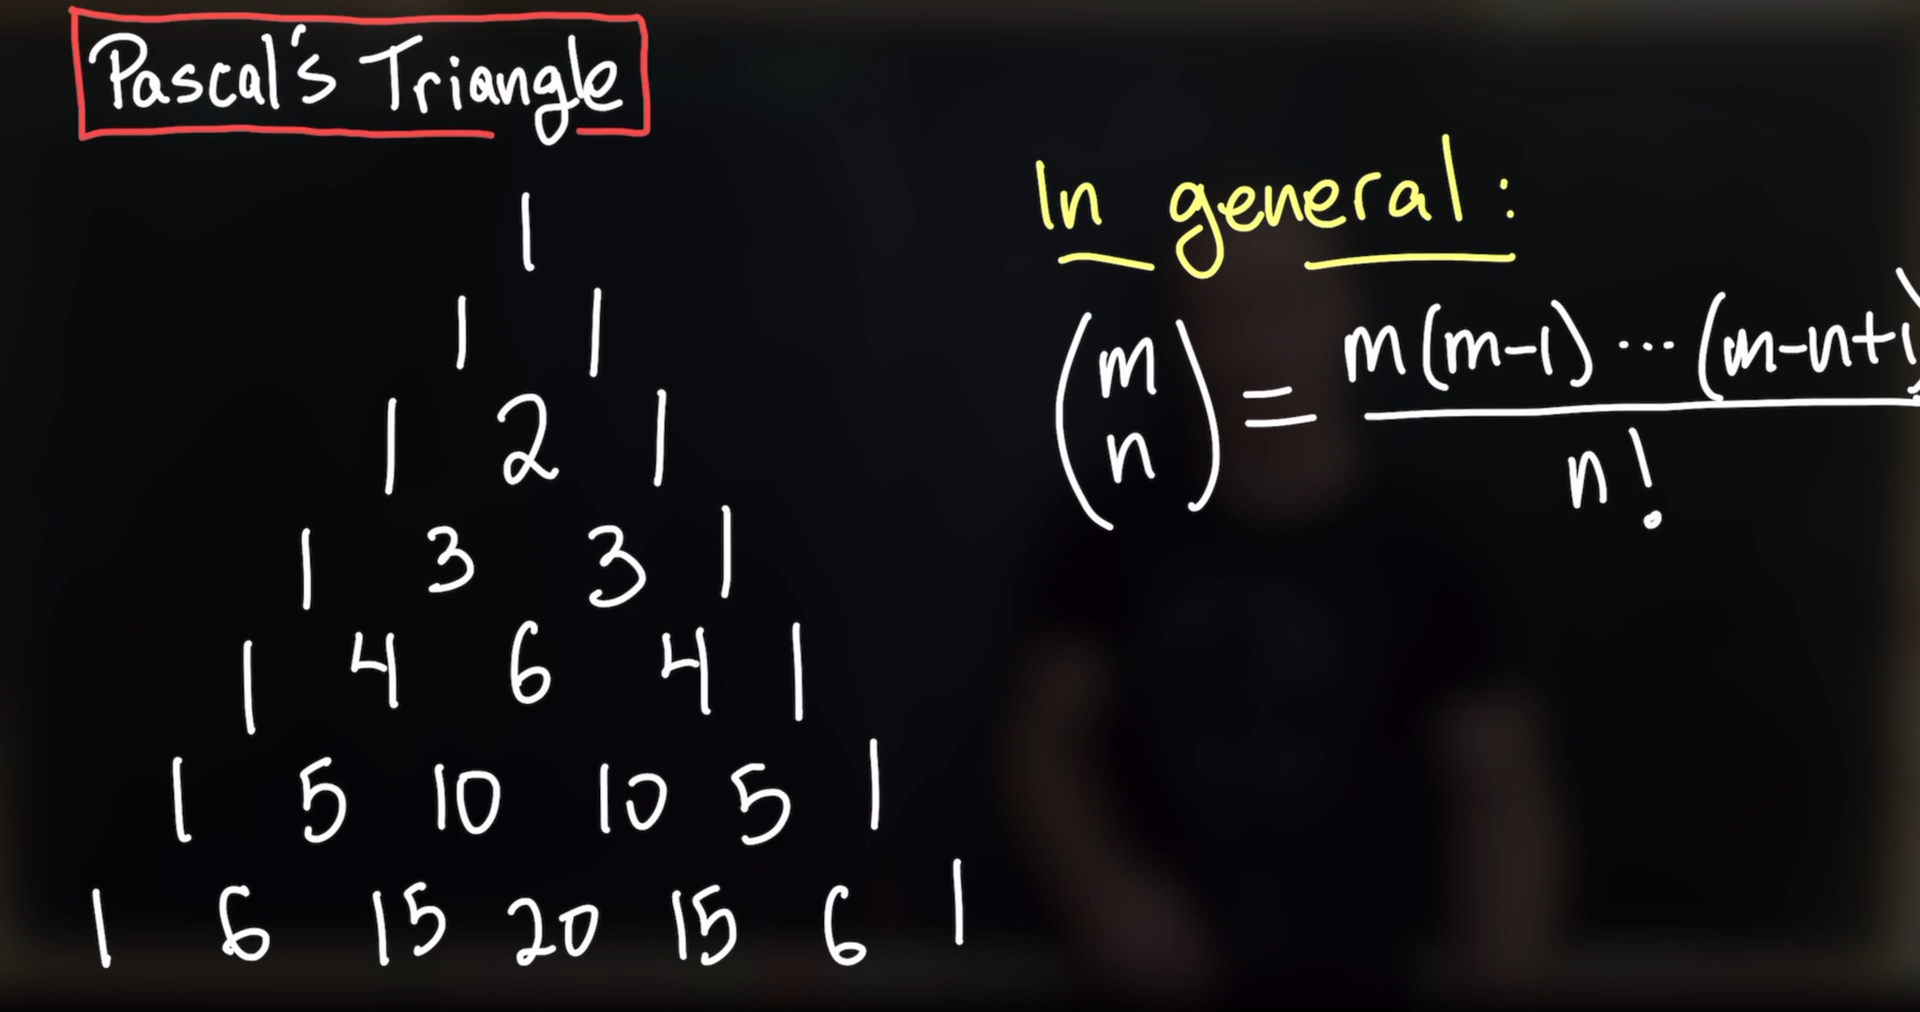 Pascal's Triangle
1
1 1
1 2 1
1 3 3 1
1 4 6 4 1
1 5 10 10 5 1
1 6 15 20 15 6 1
In general:
(m n) = m(m-1)...(m-n+1) / n!